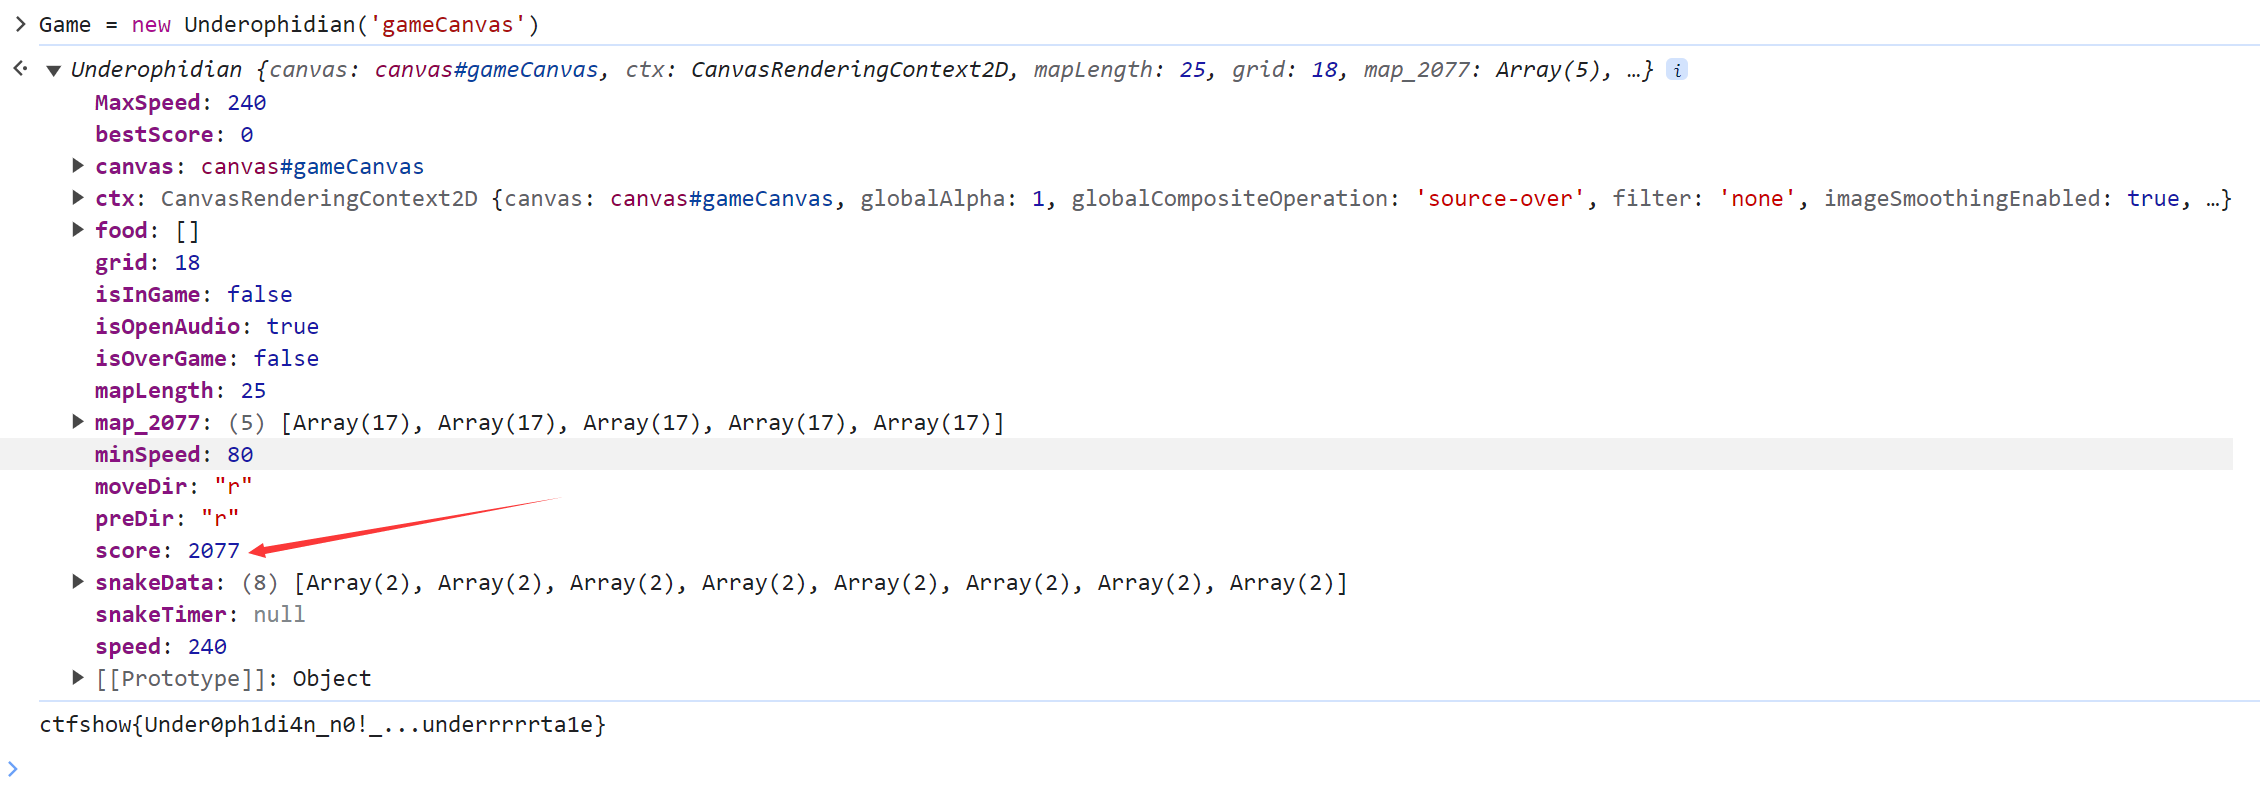 > Game = new Underophidian('gameCanvas')
<· ▼ Underophidian {canvas: canvas#gameCanvas, ctx: CanvasRenderingContext2D, mapLength: 25, grid: 18, map_2077: Array(5), …} i
MaxSpeed: 240
bestScore: 0
▶ canvas: canvas#gameCanvas
▶ ctx: CanvasRenderingContext2D {canvas: canvas#gameCanvas, globalAlpha: 1, globalCompositeOperation: 'source-over', filter: 'none', imageSmoothingEnabled: true, …}
▶ food: []
grid: 18
isInGame: false
isOpenAudio: true
isOverGame: false
mapLength: 25
▶ map_2077: (5) [Array(17), Array(17), Array(17), Array(17), Array(17)]
minSpeed: 80
moveDir: "r"
preDir: "r"
score: 2077
▶ snakeData: (8) [Array(2), Array(2), Array(2), Array(2), Array(2), Array(2), Array(2), Array(2)]
snakeTimer: null
speed: 240
▶ [[Prototype]]: Object
ctfshow{Under0ph1di4n_n0!_...underrrrrta1e}
>